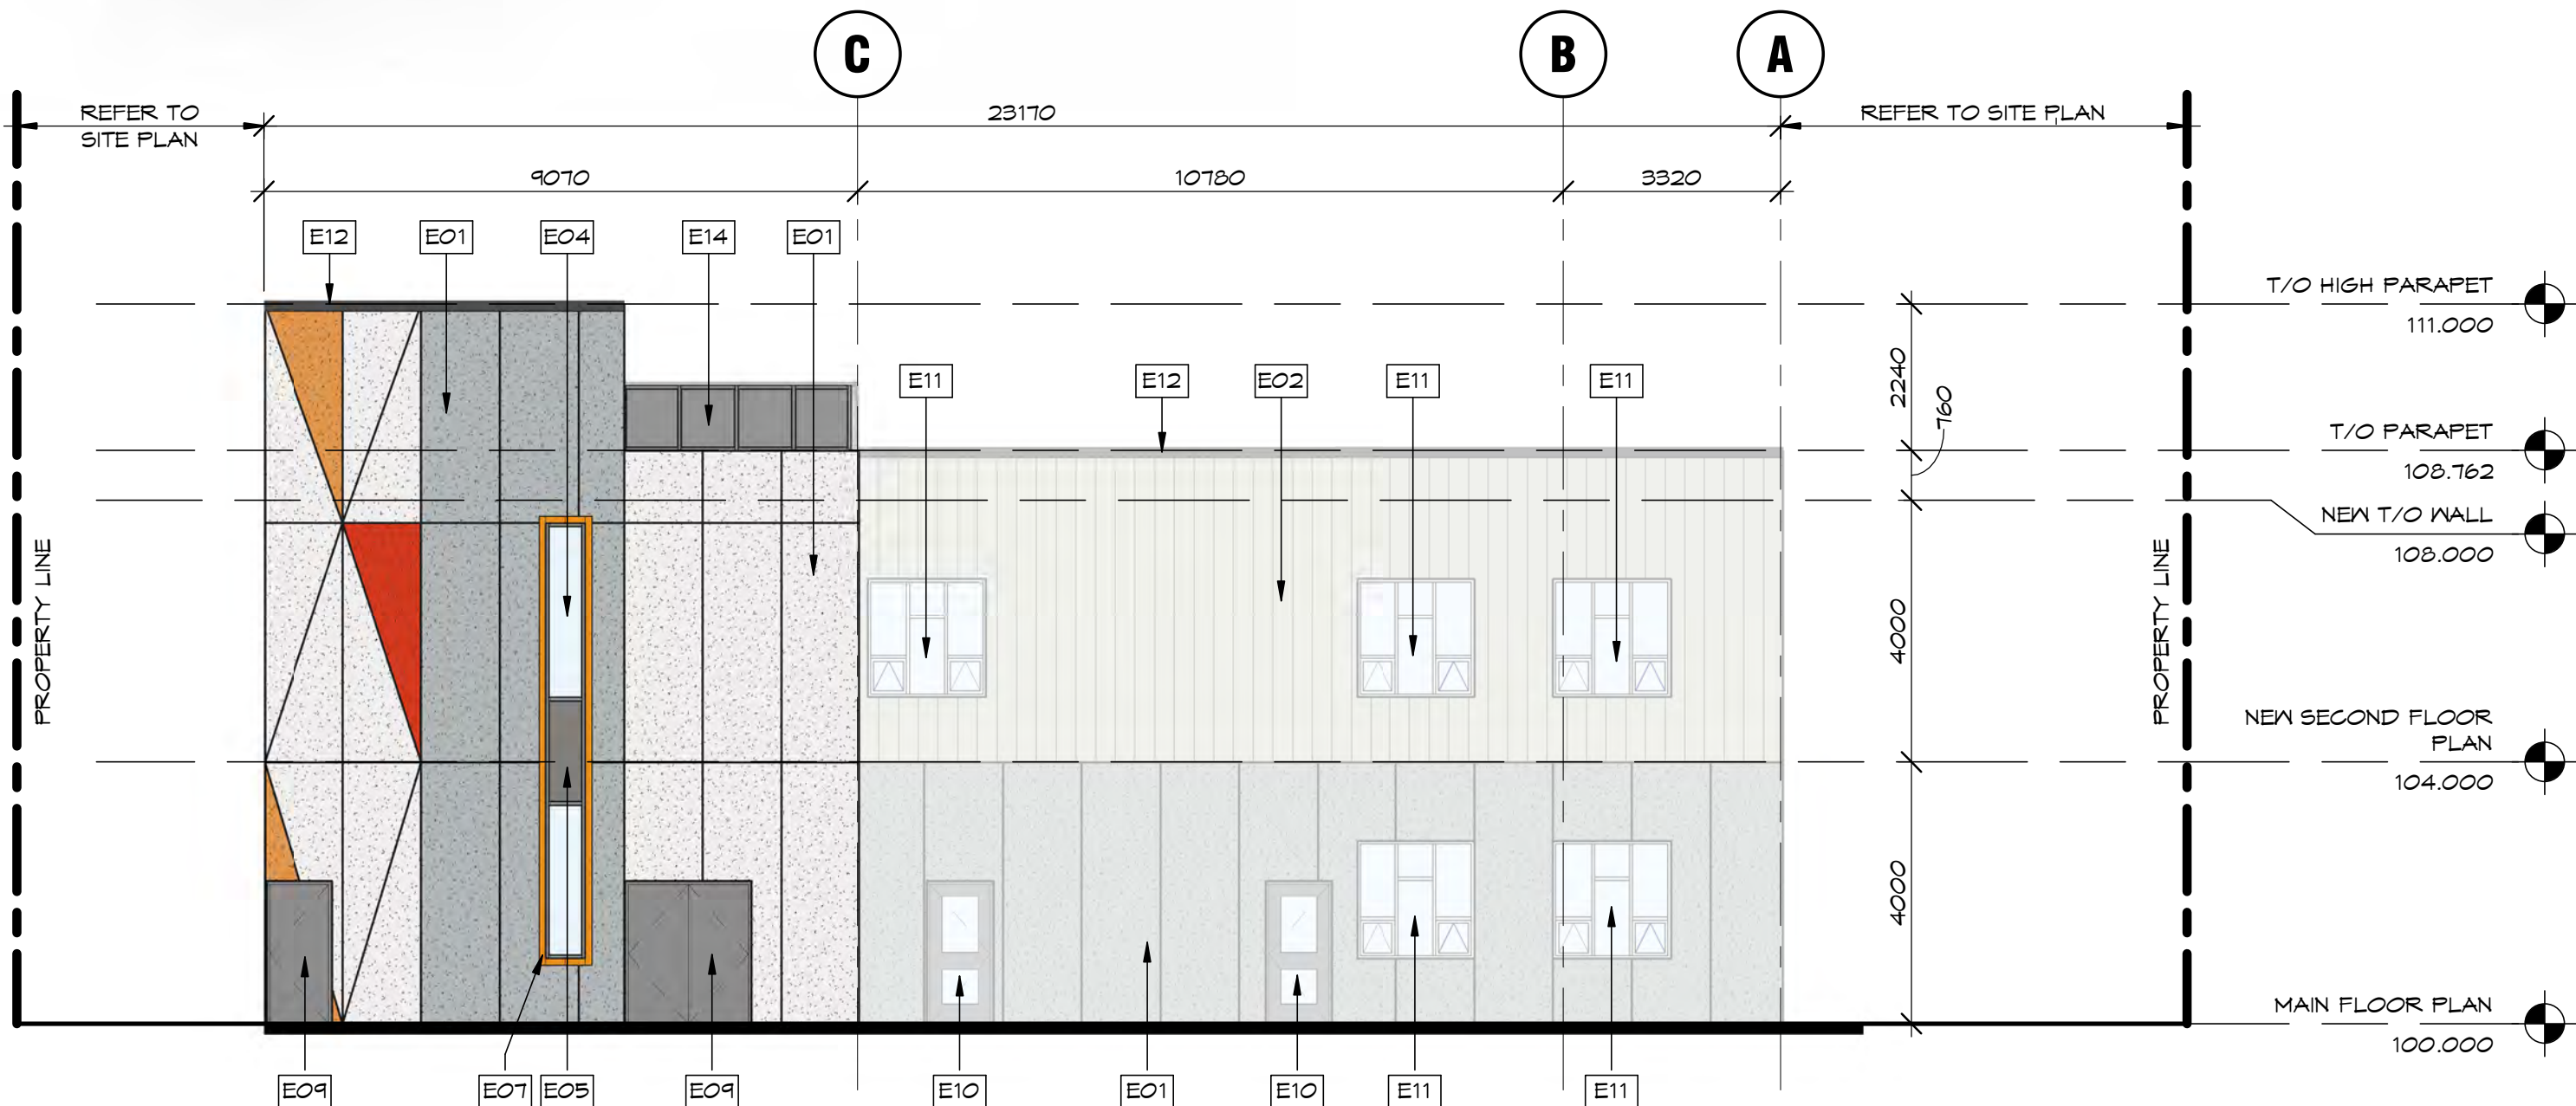 C
B
A
REFER TO
SITE PLAN
23170
REFER TO SITE PLAN
9070
10780
3320
E12
E01
E04
E14
E01
T/O HIGH PARAPET
111.000
2240
E11
E12
E02
E11
E11
760
T/O PARAPET
108.762
NEW T/O WALL
108.000
PROPERTY LINE
PROPERTY LINE
4000
NEW SECOND FLOOR
PLAN
104.000
4000
MAIN FLOOR PLAN
100.000
E09
E07
E05
E09
E10
E01
E10
E11
E11